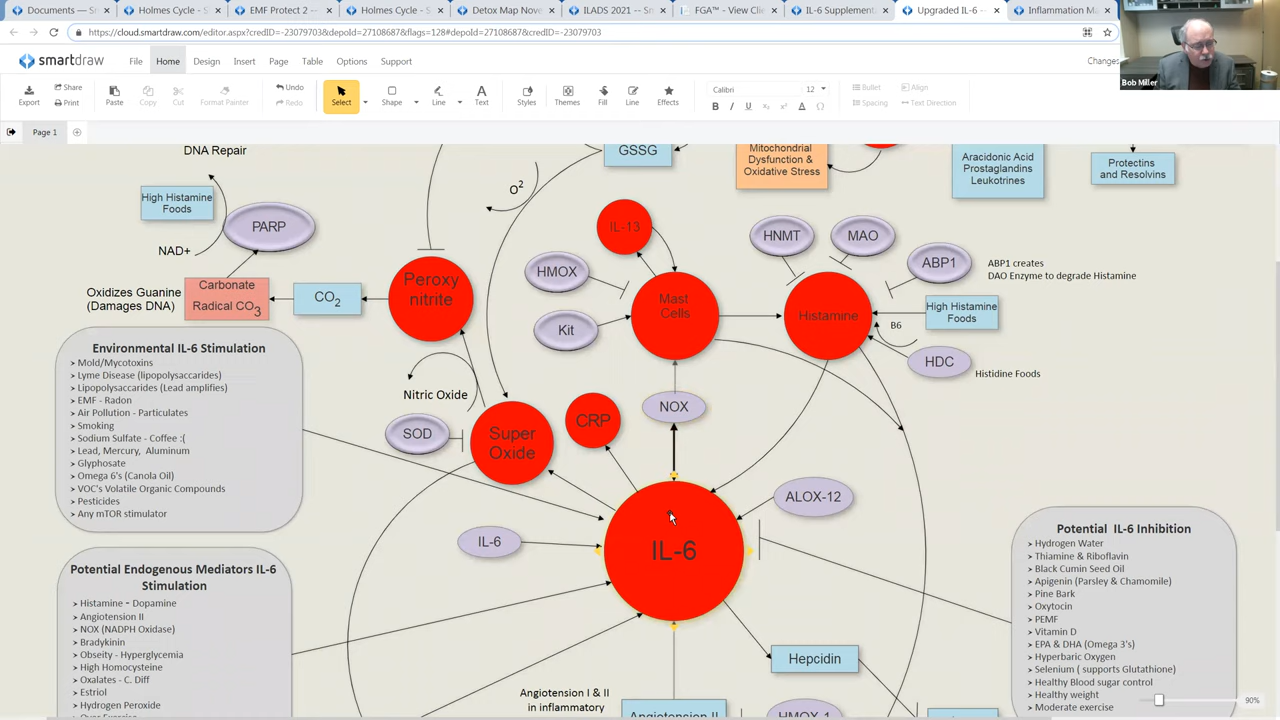 Documents — Sm
Holmes Cycle -
EMF Protect 2 --
Holmes Cycle - S
Detox Map Nove
ILADS 2021 -- Sn
FGA™ - View Clie
IL-6 Supplementa
Upgraded IL-6 --
Inflammation Ma
https://cloud.smartdraw.com/editor.aspx?credID=-23079703&depoId=27108687&flags=128#depoId=27108687&credID=-23079703
smartdraw
File
Home
Design
Insert
Page
Table
Options
Support
Changes
Bob Miller
Export
Share
Print
Paste
Copy
Cut
Format Painter
Undo
Redo
Select
Shape
Line
Text
Styles
Themes
Fill
Line
Effects
Calibri
12
Bullet
Align
Spacing
Text Direction
Page 1
DNA Repair
GSSG
Mitochondrial
Dysfunction &
Oxidative Stress
Aracidonic Acid
Prostaglandins
Leukotrienes
Protectins
and Resolvins
High Histamine
Foods
O2
PARP
IL-13
HNMT
MAO
NAD+
HMOX
ABP1
ABP1 creates
DAO Enzyme to degrade Histamine
Oxidizes Guanine
(Damages DNA)
Carbonate
Radical CO3
CO2
Peroxy
nitrite
Kit
Mast
Cells
Histamine
High Histamine
Foods
B6
HDC
Histidine Foods
Environmental IL-6 Stimulation
➤ Mold/Mycotoxins
➤ Lyme Disease (lipopolysaccarides)
➤ Lipopolysaccarides (Lead amplifies)
➤ EMF - Radon
➤ Air Pollution - Particulates
➤ Smoking
➤ Sodium Sulfate - Coffee :(
➤ Lead, Mercury, Aluminum
➤ Glyphosate
➤ Omega 6's (Canola Oil)
➤ VOC's Volatile Organic Compounds
➤ Pesticides
➤ Any mTOR stimulator
Nitric Oxide
SOD
Super
Oxide
CRP
NOX
ALOX-12
IL-6
IL-6
Potential Endogenous Mediators IL-6
Stimulation
➤ Histamine - Dopamine
➤ Angiotension II
➤ NOX (NADPH Oxidase)
➤ Bradykinin
➤ Obseity - Hyperglycemia
➤ High Homocysteine
➤ Oxalates - C. Diff
➤ Estriol
➤ Hydrogen Peroxide
Potential IL-6 Inhibition
➤ Hydrogen Water
➤ Thiamine & Riboflavin
➤ Black Cumin Seed Oil
➤ Apigenin (Parsley & Chamomile)
➤ Pine Bark
➤ Oxytocin
➤ PEMF
➤ Vitamin D
➤ EPA & DHA (Omega 3's)
➤ Hyperbaric Oxygen
➤ Selenium ( supports Glutathione)
➤ Healthy Blood sugar control
➤ Healthy weight
➤ Moderate exercise
Hepcidin
Angiotension I & II
in inflammatory
Angiotension II
HMOX-1
90%